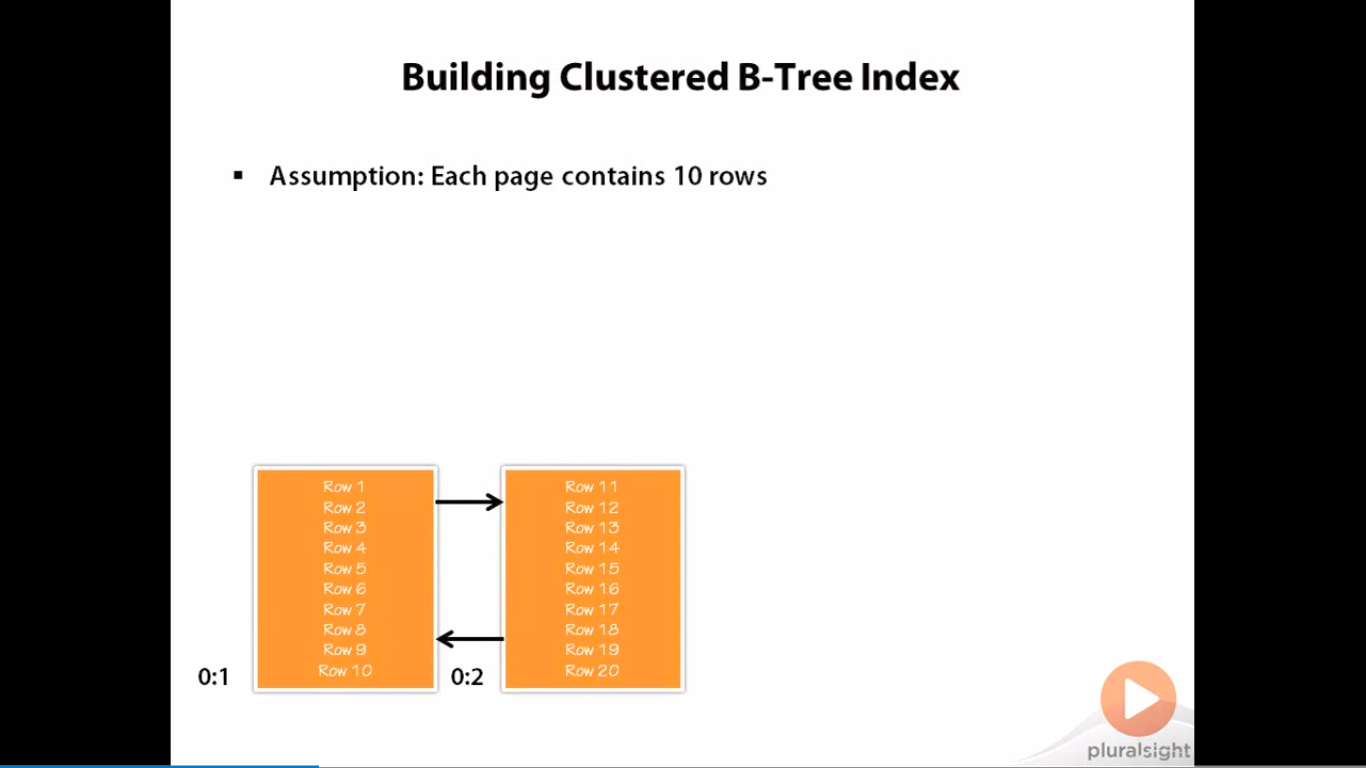 Building Clustered B-Tree Index
▪ Assumption: Each page contains 10 rows
Row 1
Row 2
Row 3
Row 4
Row 5
Row 6
Row 7
Row 8
Row 9
Row 10
0:1
Row 11
Row 12
Row 13
Row 14
Row 15
Row 16
Row 17
Row 18
Row 19
Row 20
0:2
pluralsight